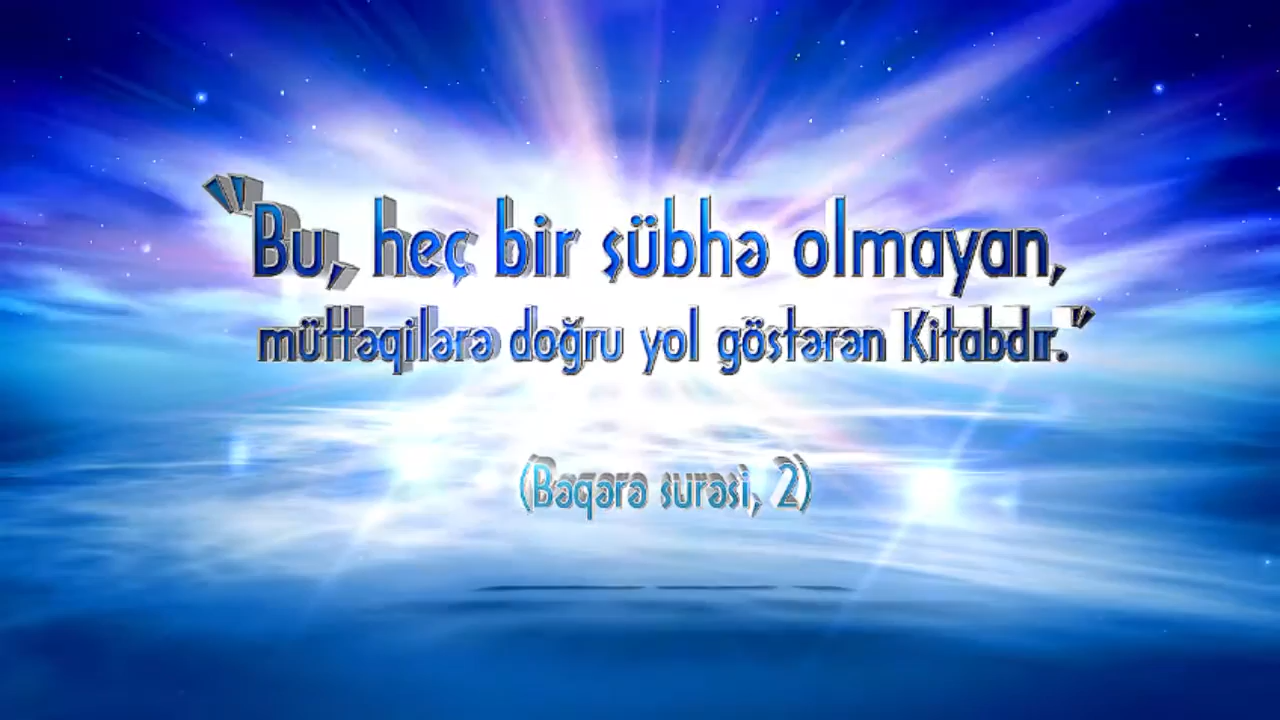 "Bu, heç bir şübhə olmayan,
müttəqilərə doğru yol göstərən Kitabdır."
(Bəqərə surəsi, 2)